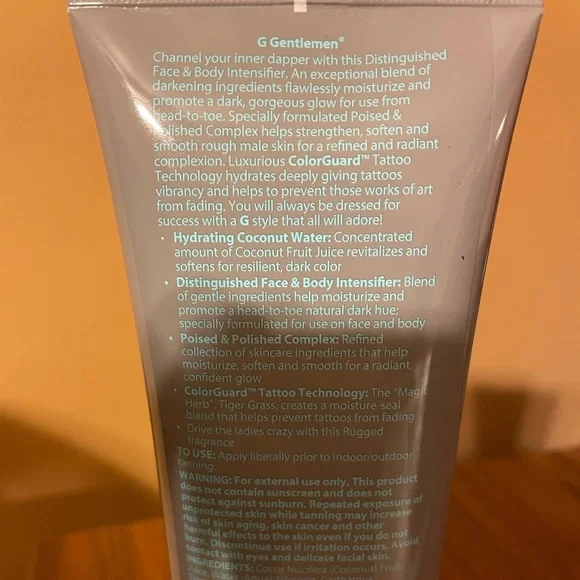 G Gentlemen®
Channel your inner dapper with this Distinguished
Face & Body Intensifier. An exceptional blend of
darkening ingredients flawlessly moisturize and
promote a dark, gorgeous glow for use from
head-to-toe. Specially formulated Poised &
Polished Complex helps strengthen, soften and
smooth rough male skin for a refined and radiant
complexion. Luxurious ColorGuard™ Tattoo
Technology hydrates deeply giving tattoos
vibrancy and helps to prevent those works of art
from fading. You will always be dressed for
success with a G style that all will adore!
• Hydrating Coconut Water: Concentrated
amount of Coconut Fruit Juice revitalizes and
softens for resilient, dark color
• Distinguished Face & Body Intensifier: Blend
of gentle ingredients help moisturize and
promote a head-to-toe natural dark hue;
specially formulated for use on face and body
• Poised & Polished Complex: Refined
collection of skincare ingredients that help
moisturize, soften and smooth for a radiant,
confident glow
• ColorGuard™ Tattoo Technology: The "Magic
Herb", Tiger Grass, creates a moisture-seal
blend that helps prevent tattoos from fading
• Drive the ladies crazy with this Rugged
fragrance
TO USE: Apply liberally prior to indoor/outdoor
tanning.
WARNING: For external use only. This product
does not contain sunscreen and does not
protect against sunburn. Repeated exposure of
unprotected skin while tanning may increase
risk of skin aging, skin cancer and other
harmful effects to the skin even if you do not
burn. Discontinue use if irritation occurs. Avoid
contact with eyes and delicate facial skin.
INGREDIENTS: Cocos Nucifera (Coconut) Fruit
Juice Water